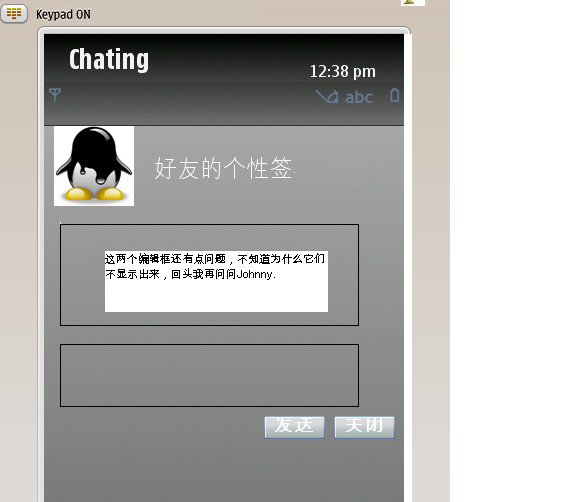 Keypad ON
Chating
12:38 pm
abc
好友的个性签.
这两个编辑框还有点问题，不知道为什么它们
不显示出来，回头我再问问Johnny.
发送 关闭